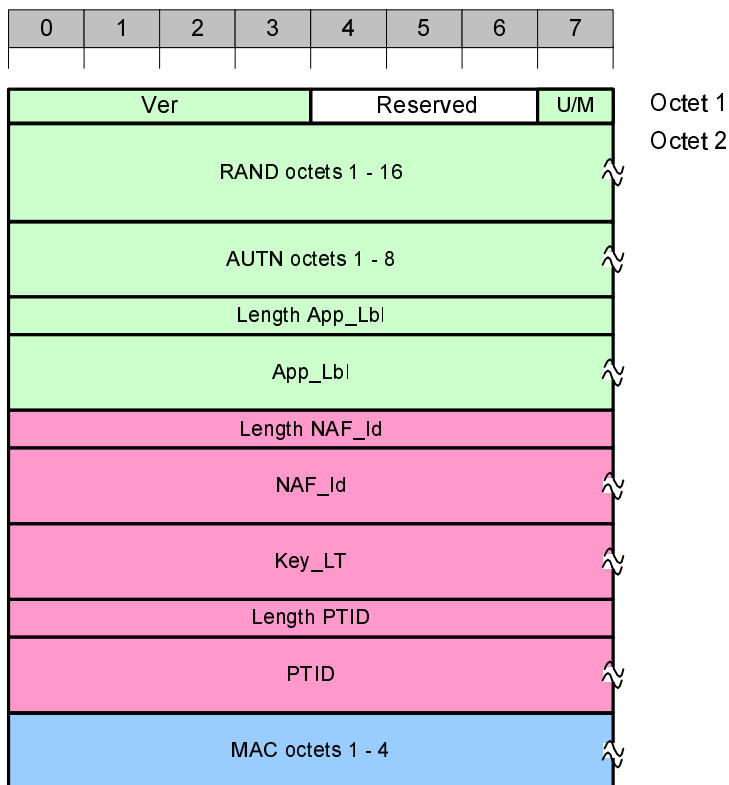 0 1 2 3 4 5 6 7
Ver Reserved U/M Octet 1
Octet 2
RAND octets 1 - 16
AUTN octets 1 - 8
Length App_Lbl
App_Lbl
Length NAF_Id
NAF_Id
Key_LT
Length PTID
PTID
MAC octets 1 - 4